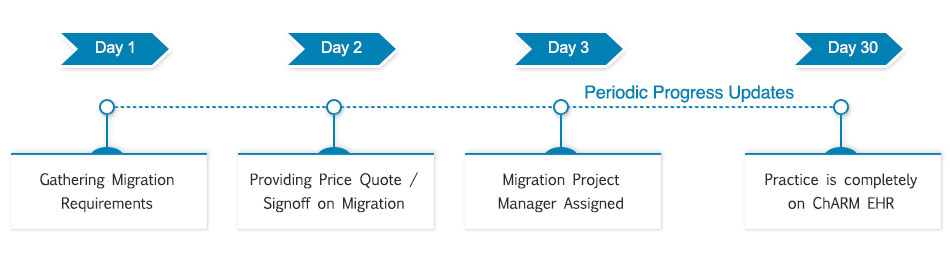 Day 1
Day 2
Day 3
Day 30
Periodic Progress Updates
Gathering Migration
Requirements
Providing Price Quote /
Signoff on Migration
Migration Project
Manager Assigned
Practice is completely
on ChARM EHR